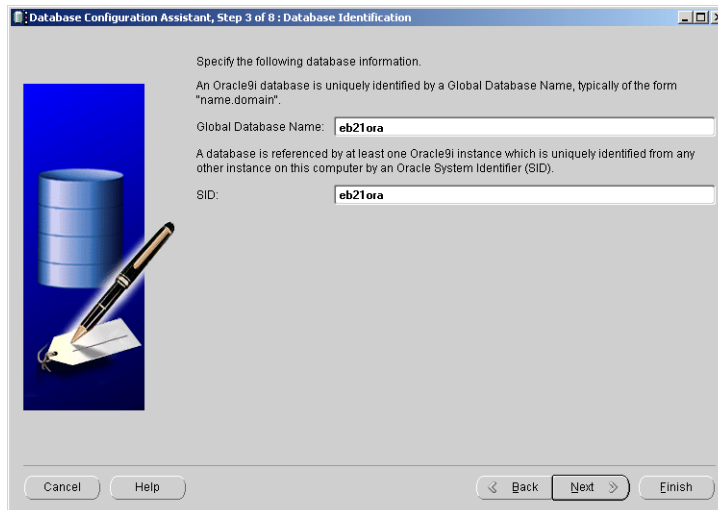 Database Configuration Assistant, Step 3 of 8 : Database Identification
Specify the following database information.
An Oracle9i database is uniquely identified by a Global Database Name, typically of the form
"name.domain".
Global Database Name: eb21ora
A database is referenced by at least one Oracle9i instance which is uniquely identified from any
other instance on this computer by an Oracle System Identifier (SID).
SID: eb21ora
Cancel Help Back Next Finish